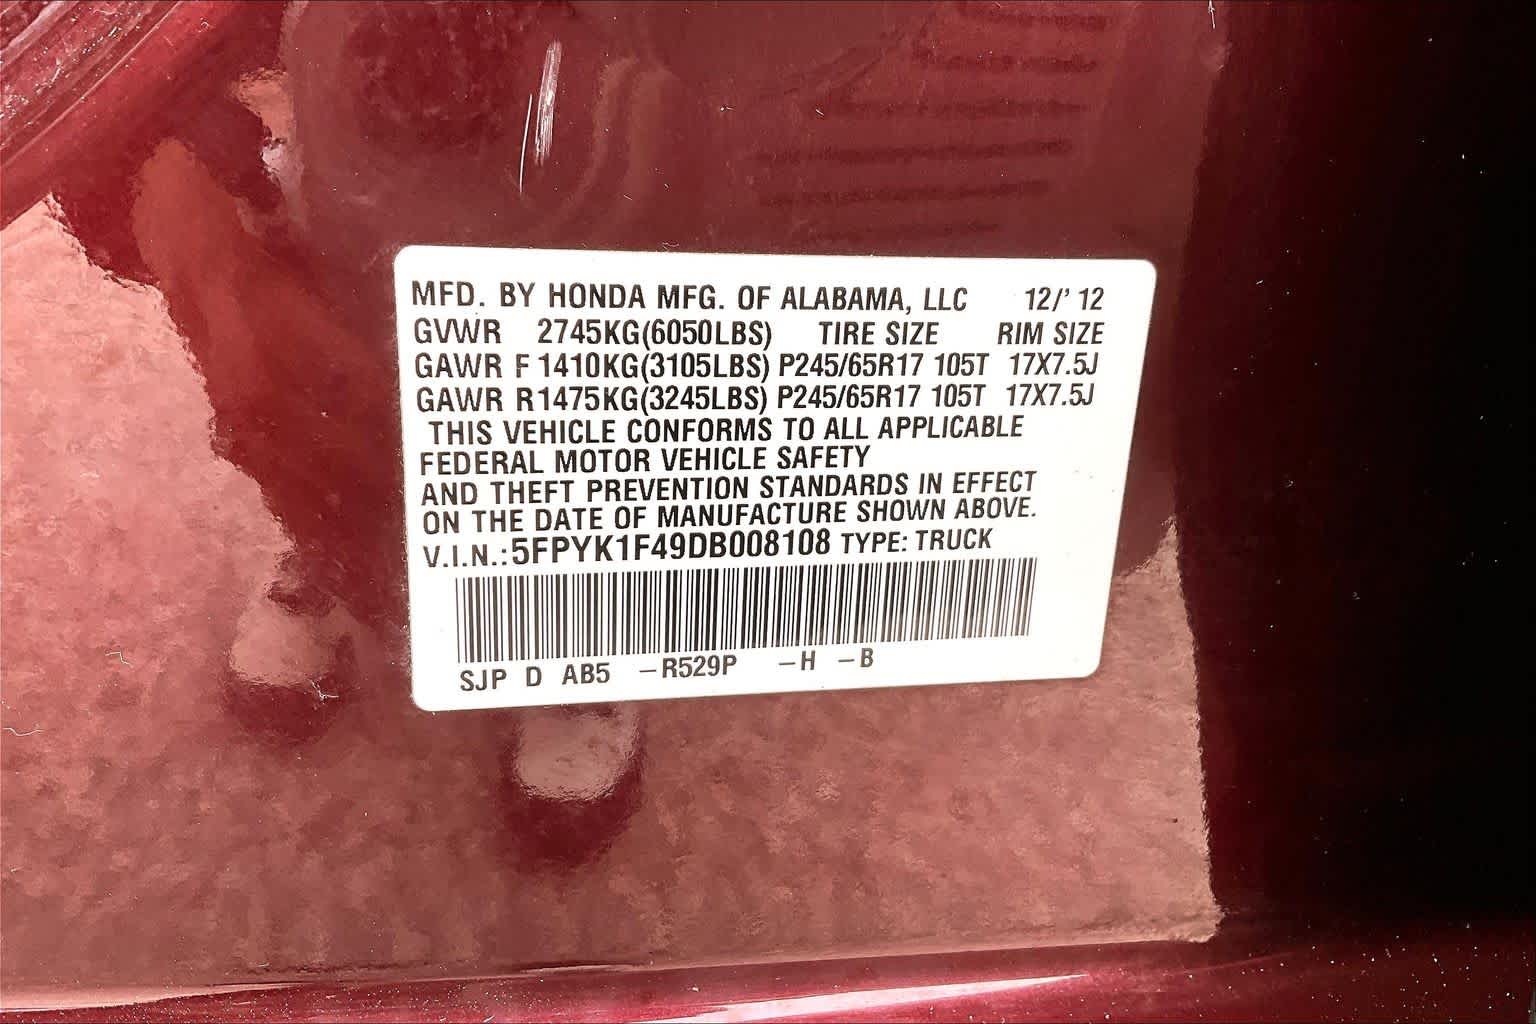 MFD. BY HONDA MFG. OF ALABAMA, LLC 12/' 12
GVWR 2745KG(6050LBS) TIRE SIZE RIM SIZE
GAWR F 1410KG(3105LBS) P245/65R17 105T 17X7.5J
GAWR R1475KG(3245LBS) P245/65R17 105T 17X7.5J
THIS VEHICLE CONFORMS TO ALL APPLICABLE
FEDERAL MOTOR VEHICLE SAFETY
AND THEFT PREVENTION STANDARDS IN EFFECT
ON THE DATE OF MANUFACTURE SHOWN ABOVE.
V.I.N.:5FPYK1F49DB008108 TYPE: TRUCK
SJP D AB5 –R529P –H –B